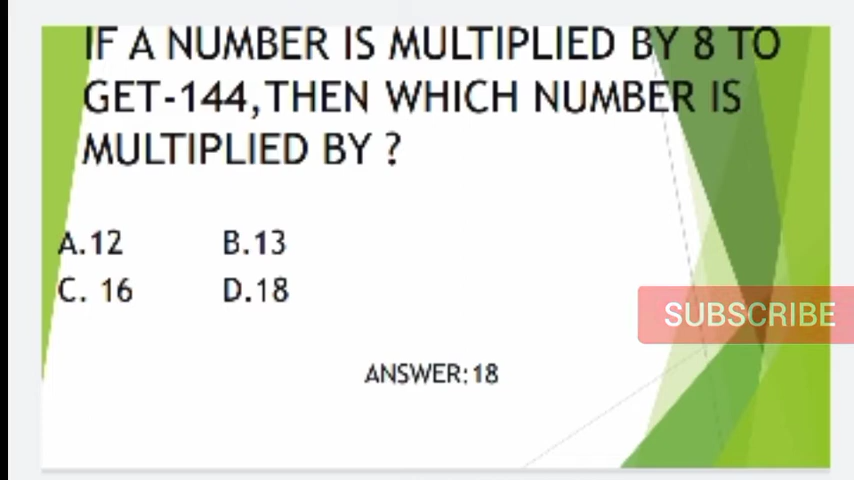 IF A NUMBER IS MULTIPLIED BY 8 TO
GET-144,THEN WHICH NUMBER IS
MULTIPLIED BY ?
A.12 B.13
C. 16 D.18
SUBSCRIBE
ANSWER:18